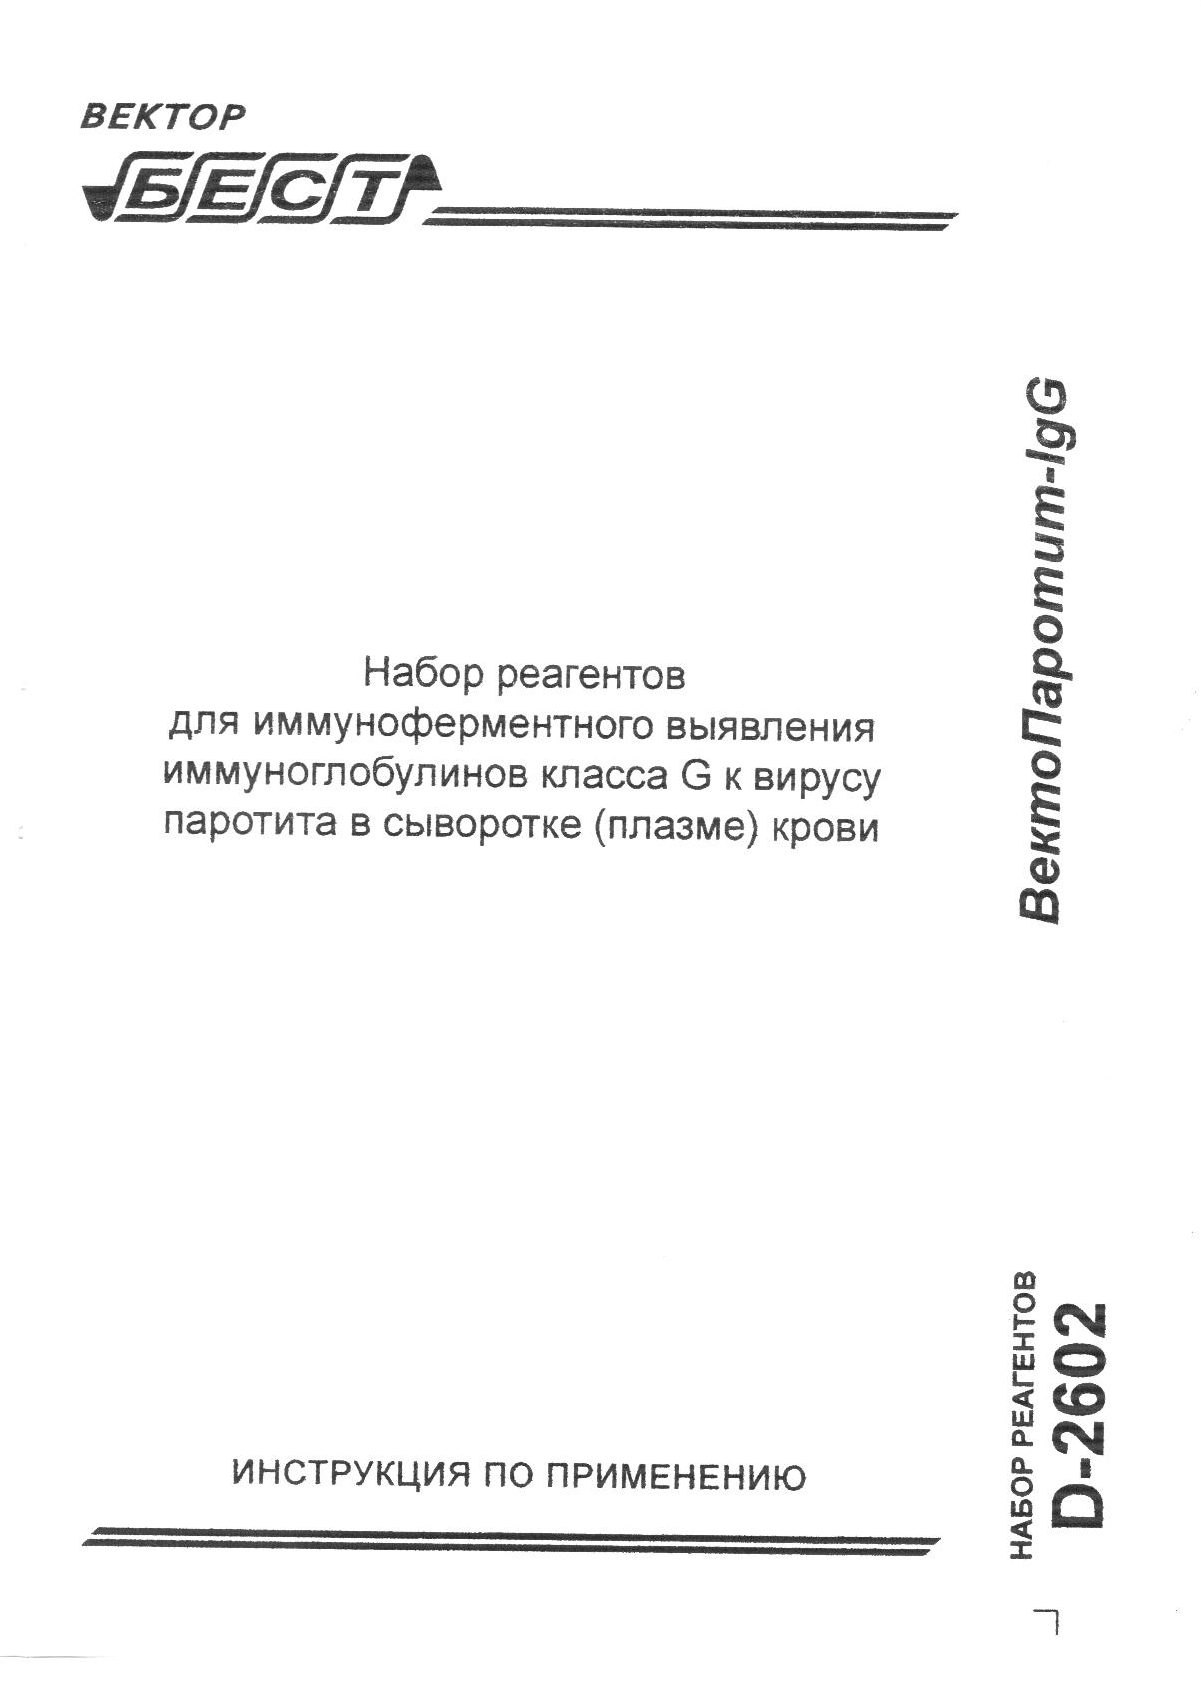 ВЕКТОР
БЕСТ
Набор реагентов
для иммуноферментного выявления
иммуноглобулинов класса G к вирусу
паротита в сыворотке (плазме) крови
ИНСТРУКЦИЯ ПО ПРИМЕНЕНИЮ
ВектоПаротит-IgG
НАБОР РЕАГЕНТОВ
D-2602